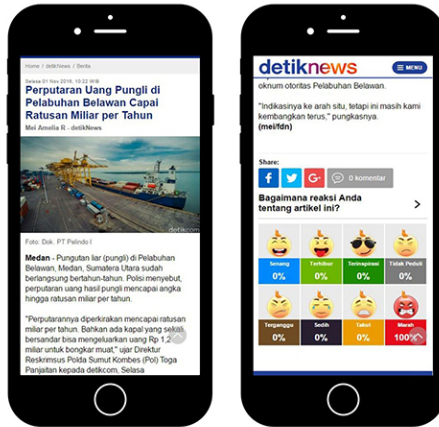 Home / detikNews / Berita
Selasa 01 Nov 2016, 10:22 WIB
Perputaran Uang Pungli di
Pelabuhan Belawan Capai
Ratusan Miliar per Tahun
Mei Amelia R - detikNews
detikcom
Foto: Dok. PT Pelindo I
Medan - Pungutan liar (pungli) di Pelabuhan
Belawan, Medan, Sumatera Utara sudah
berlangsung bertahun-tahun. Polisi menyebut,
perputaran uang hasil pungli mencapai angka
hingga ratusan miliar per tahun.
"Perputarannya diperkirakan mencapai ratusan
miliar per tahun. Bahkan ada kapal yang sekali
bersandar bisa mengeluarkan uang Rp 1,2
miliar untuk bongkar muat," ujar Direktur
Reskrimsus Polda Sumut Kombes (Pol) Toga
Panjaitan kepada detikcom, Selasa
detiknews
MENU
oknum otoritas Pelabuhan Belawan.
"Indikasinya ke arah situ, tetapi ini masih kami
kembangkan terus," pungkasnya.
(mei/fdn)
Share:
f G+ 0 komentar
Bagaimana reaksi Anda
tentang artikel ini?
Senang Terhibur Terinspirasi Tidak Peduli
0% 0% 0% 0%
Terganggu Sedih Takut Marah
0% 0% 0% 100%